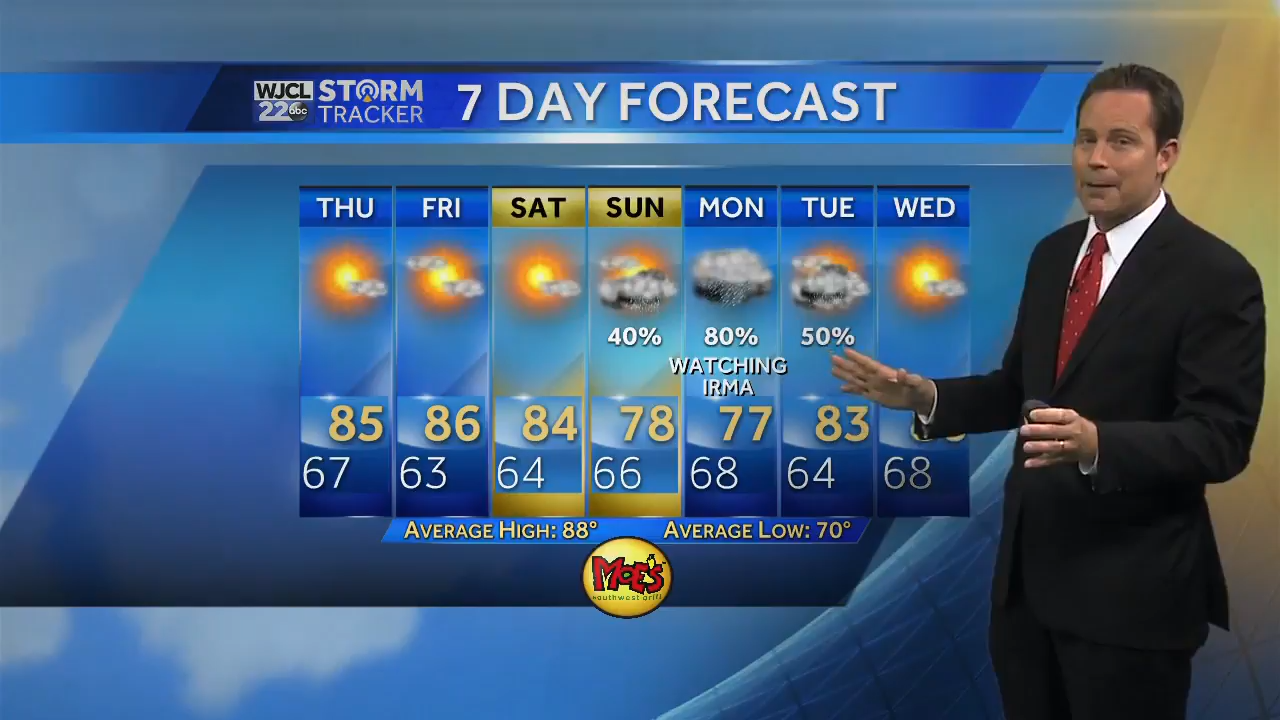 WJCL
22 abc
STORM
TRACKER
7 DAY FORECAST
THU FRI SAT SUN MON TUE WED
40% 80% 50%
WATCHING
IRMA
85 86 84 78 77 83
67 63 64 66 68 64 68
AVERAGE HIGH: 88° AVERAGE LOW: 70°
MOE'S
southwest grill